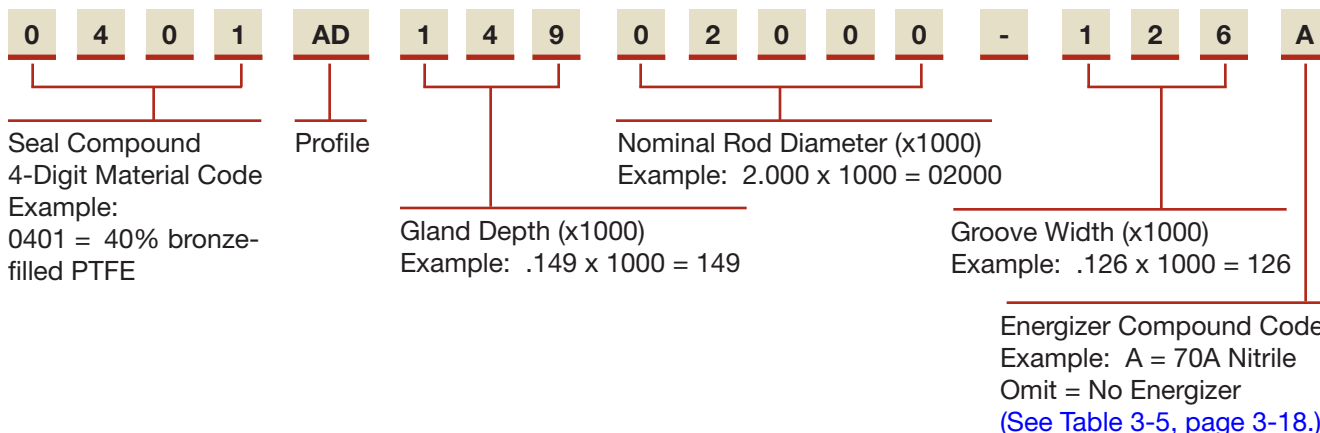 0 4 0 1 AD 1 4 9 0 2 0 0 0 - 1 2 6 A
Seal Compound
4-Digit Material Code
Example:
0401 = 40% bronze-
filled PTFE
Profile
Gland Depth (x1000)
Example: .149 x 1000 = 149
Nominal Rod Diameter (x1000)
Example: 2.000 x 1000 = 02000
Groove Width (x1000)
Example: .126 x 1000 = 126
Energizer Compound Code
Example: A = 70A Nitrile
Omit = No Energizer
(See Table 3-5, page 3-18.)